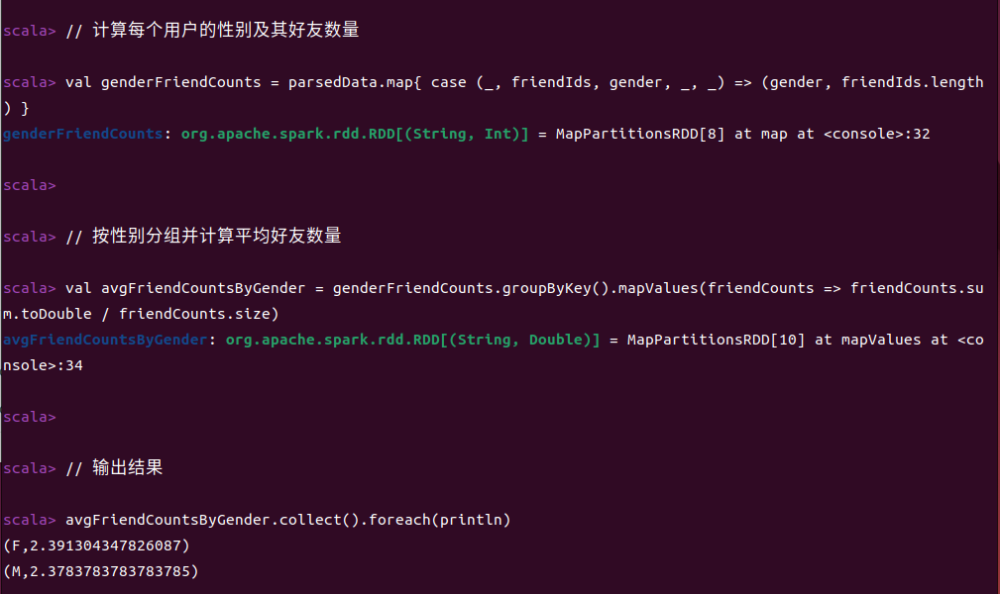 scala> // 计算每个用户的性别及其好友数量
scala> val genderFriendCounts = parsedData.map{ case (_, friendIds, gender, _, _) => (gender, friendIds.length
) }
genderFriendCounts: org.apache.spark.rdd.RDD[(String, Int)] = MapPartitionsRDD[8] at map at <console>:32
scala>
scala> // 按性别分组并计算平均好友数量
scala> val avgFriendCountsByGender = genderFriendCounts.groupByKey().mapValues(friendCounts => friendCounts.su
m.toDouble / friendCounts.size)
avgFriendCountsByGender: org.apache.spark.rdd.RDD[(String, Double)] = MapPartitionsRDD[10] at mapValues at <co
nsole>:34
scala>
scala> // 输出结果
scala> avgFriendCountsByGender.collect().foreach(println)
(F,2.391304347826087)
(M,2.3783783783783785)